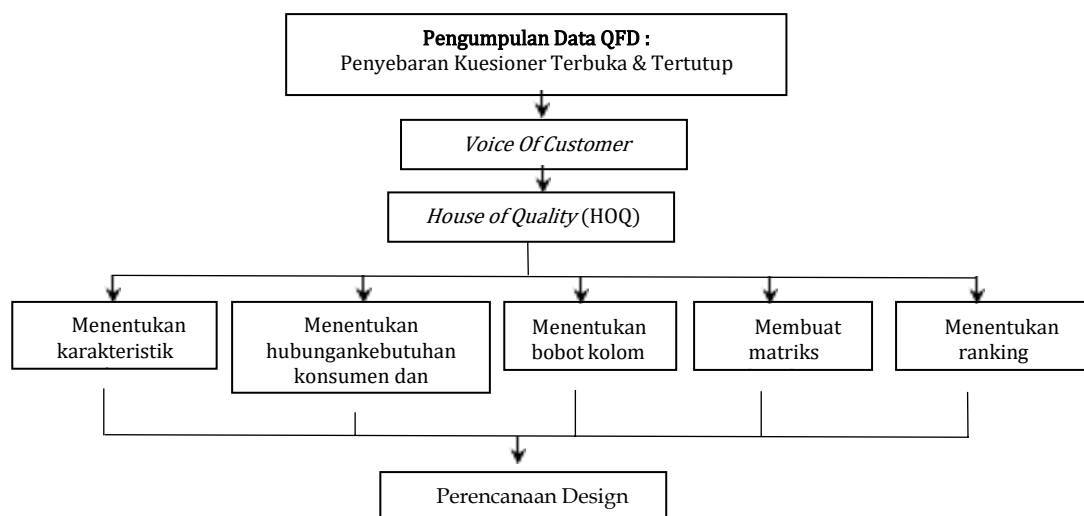 Pengumpulan Data QFD :
Penyebaran Kuesioner Terbuka & Tertutup
Voice Of Customer
House of Quality (HOQ)
Menentukan
karakteristik
Menentukan
hubungankebutuhan
konsumen dan
Menentukan
bobot kolom
Membuat
matriks
Menentukan
ranking
Perencanaan Design